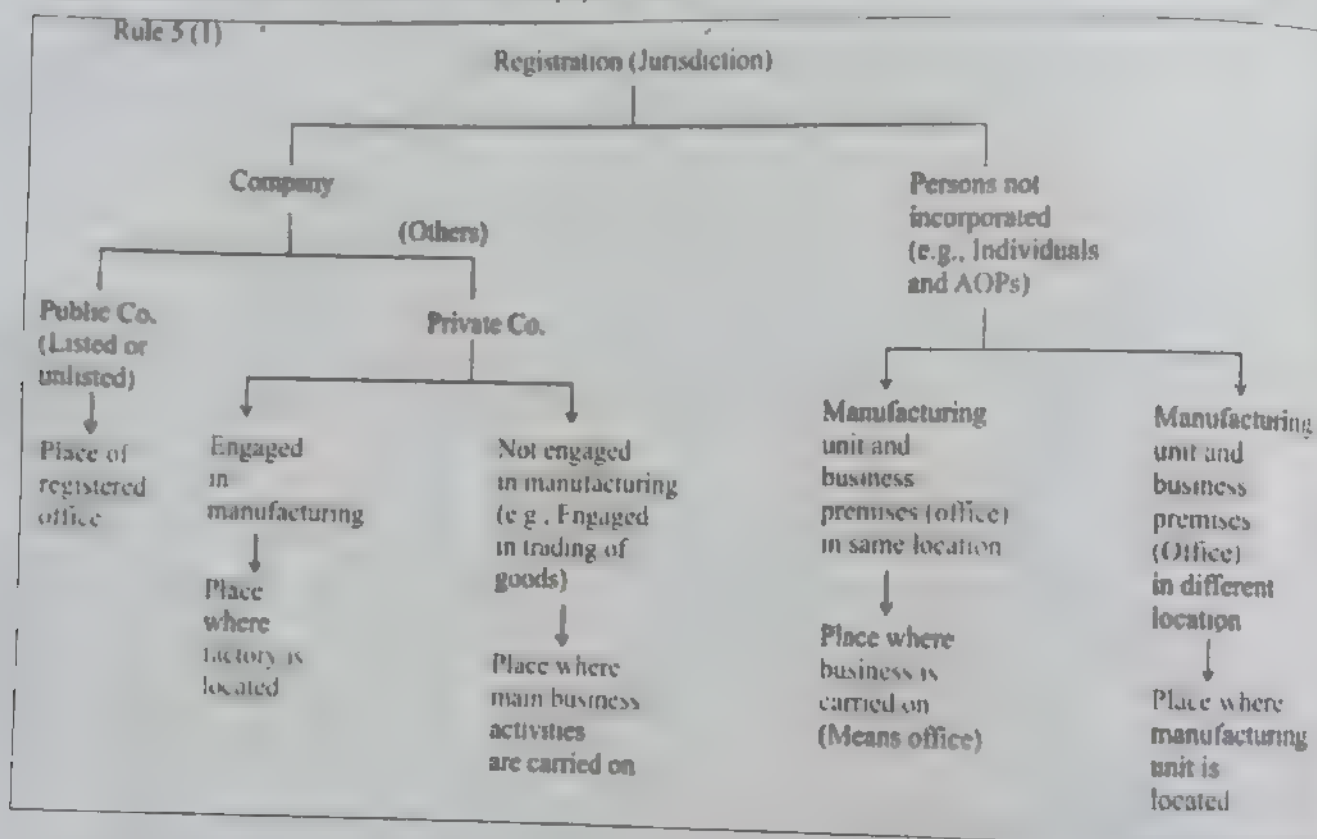 Rule 5 (1)
Registration (Jurisdiction)
Company
(Others)
Public Co.
(Listed or
unlisted)
Place of
registered
office
Private Co.
Engaged
in
manufacturing
Place
where
factory is
located
Not engaged
in manufacturing
(e.g., Engaged
in trading of
goods)
Place where
main business
activities
are carried on
Persons not
incorporated
(e.g., Individuals
and AOPs)
Manufacturing
unit and
business
premises (office)
in same location
Place where
business is
carried on
(Means office)
Manufacturing
unit and
business
premises
(Office)
in different
location
Place where
manufacturing
unit is
located